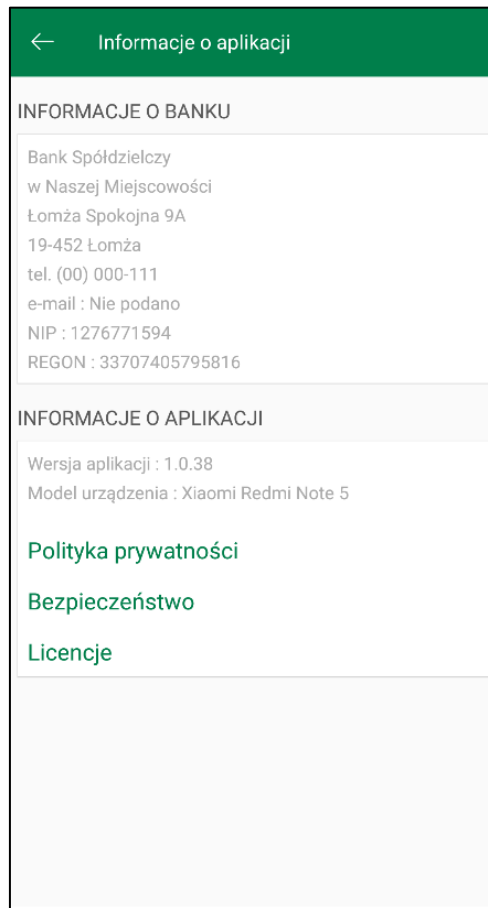 Informacje o aplikacji
INFORMACJE O BANKU
Bank Spółdzielczy
w Naszej Miejscowości
Łomża Spokojna 9A
19-452 Łomża
tel. (00) 000-111
e-mail : Nie podano
NIP : 1276771594
REGON : 33707405795816
INFORMACJE O APLIKACJI
Wersja aplikacji : 1.0.38
Model urządzenia : Xiaomi Redmi Note 5
Polityka prywatności
Bezpieczeństwo
Licencje